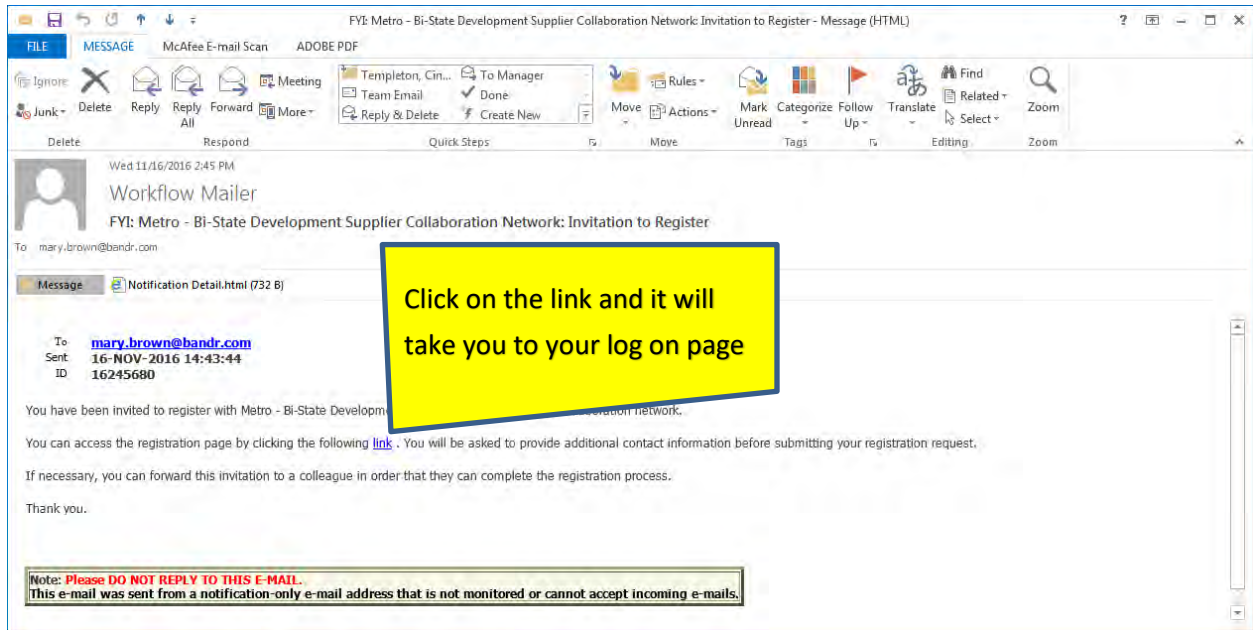 FYI: Metro - Bi-State Development Supplier Collaboration Network: Invitation to Register - Message (HTML)
FILE MESSAGE McAfee E-mail Scan ADOBE PDF
Ignore
Junk
Delete
Reply
Reply All
Forward
Meeting
More
Templeton, Cin...
Team Email
Reply & Delete
To Manager
Done
Create New
Move
Rules
Actions
Mark Unread
Categorize
Follow Up
Translate
Find
Related
Select
Zoom
Delete Respond Quick Steps Move Tags Editing Zoom
Wed 11/16/2016 2:45 PM
Workflow Mailer
FYI: Metro - Bi-State Development Supplier Collaboration Network: Invitation to Register
To mary.brown@bandr.com
Message Notification Detail.html (732 B)
Click on the link and it will
take you to your log on page
To mary.brown@bandr.com
Sent 16-NOV-2016 14:43:44
ID 16245680
You have been invited to register with Metro - Bi-State network.
You can access the registration page by clicking the following link . You will be asked to provide additional contact information before submitting your registration request.
If necessary, you can forward this invitation to a colleague in order that they can complete the registration process.
Thank you.
Note: Please DO NOT REPLY TO THIS E-MAIL.
This e-mail was sent from a notification-only e-mail address that is not monitored or cannot accept incoming e-mails.